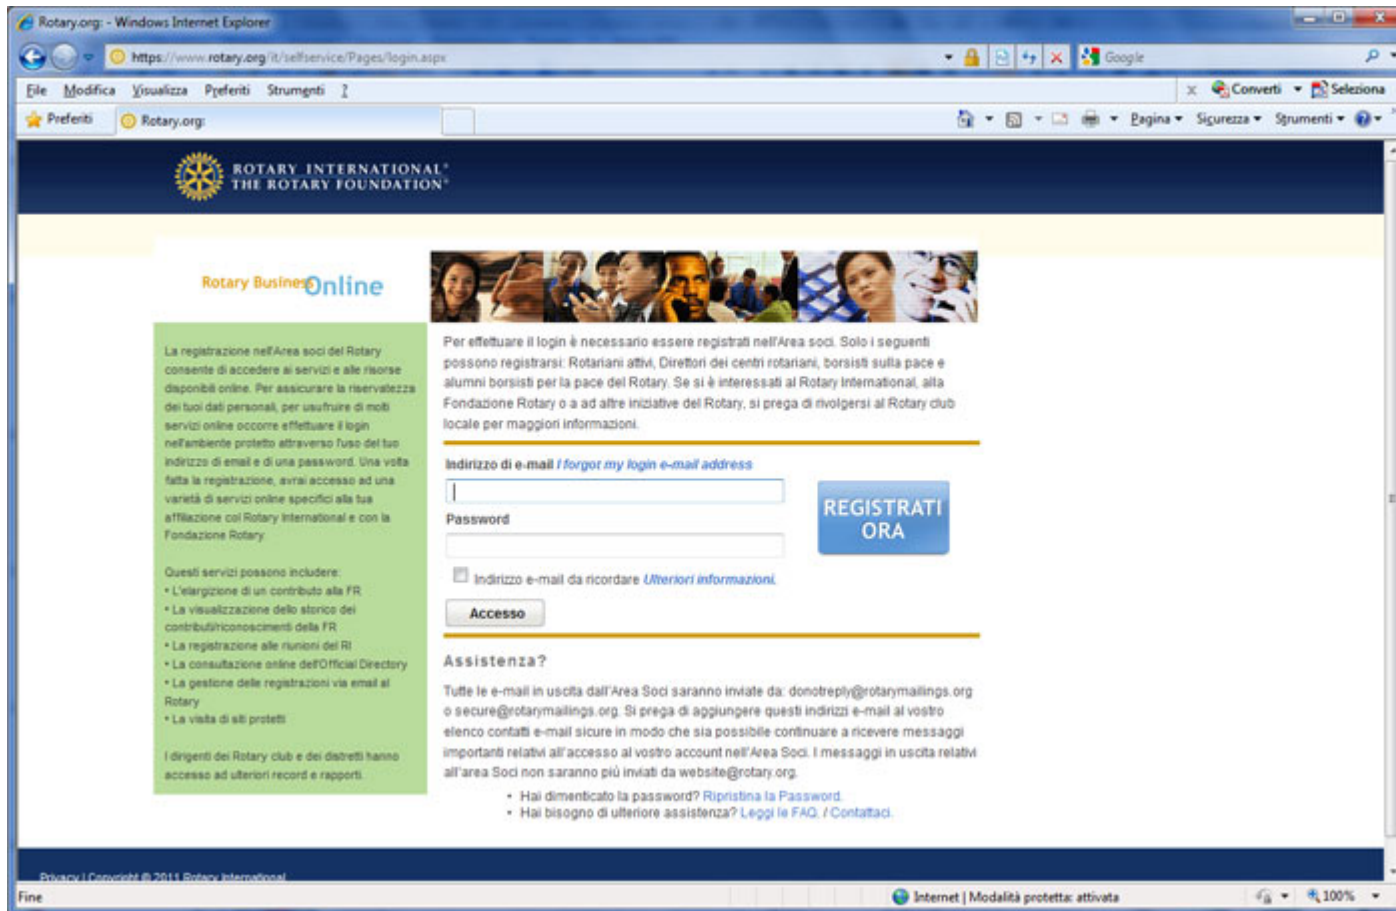 Rotary.org: - Windows Internet Explorer
https://www.rotary.org/it/selfservice/Pages/login.aspx
Google
File Modifica Visualizza Preferiti Strumenti ?
x Converti Seleziona
Preferiti
Rotary.org:
Pagina Sicurezza Strumenti
ROTARY INTERNATIONAL®
THE ROTARY FOUNDATION®
Rotary Business Online
La registrazione nell'Area soci del Rotary
consente di accedere ai servizi e alle risorse
disponibili online. Per assicurare la riservatezza
dei tuoi dati personali, per usufruire di molti
servizi online occorre effettuare il login
nell'ambiente protetto attraverso l'uso del tuo
indirizzo di email e di una password. Una volta
fatta la registrazione, avrai accesso ad una
varietà di servizi online specifici alla tua
affiliazione col Rotary International e con la
Fondazione Rotary.
Questi servizi possono includere:
• L'elargizione di un contributo alla FR
• La visualizzazione dello storico dei
contributi/riconoscimenti della FR
• La registrazione alle riunioni del RI
• La consultazione online dell'Official Directory
• La gestione delle registrazioni via email al
Rotary
• La visita di siti protetti
I dirigenti dei Rotary club e dei distretti hanno
accesso ad ulteriori record e rapporti.
Per effettuare il login è necessario essere registrati nell'Area soci. Solo i seguenti
possono registrarsi: Rotariani attivi, Direttori dei centri rotariani, borsisti sulla pace e
alumni borsisti per la pace del Rotary. Se si è interessati al Rotary International, alla
Fondazione Rotary o a ad altre iniziative del Rotary, si prega di rivolgersi al Rotary club
locale per maggiori informazioni.
Indirizzo di e-mail I forgot my login e-mail address
Password
Indirizzo e-mail da ricordare Ulteriori informazioni.
Accesso
REGISTRATI
ORA
Assistenza?
Tutte le e-mail in uscita dall'Area Soci saranno inviate da: donotreply@rotarymailings.org
o secure@rotarymailings.org. Si prega di aggiungere questi indirizzi e-mail al vostro
elenco contatti e-mail sicure in modo che sia possibile continuare a ricevere messaggi
importanti relativi all'accesso al vostro account nell'Area Soci. I messaggi in uscita relativi
all'area Soci non saranno più inviati da website@rotary.org.
• Hai dimenticato la password? Ripristina la Password.
• Hai bisogno di ulteriore assistenza? Leggi le FAQ. / Contattaci.
Privacy | Copyright © 2011 Rotary International
Fine
Internet | Modalità protetta: attivata
100%